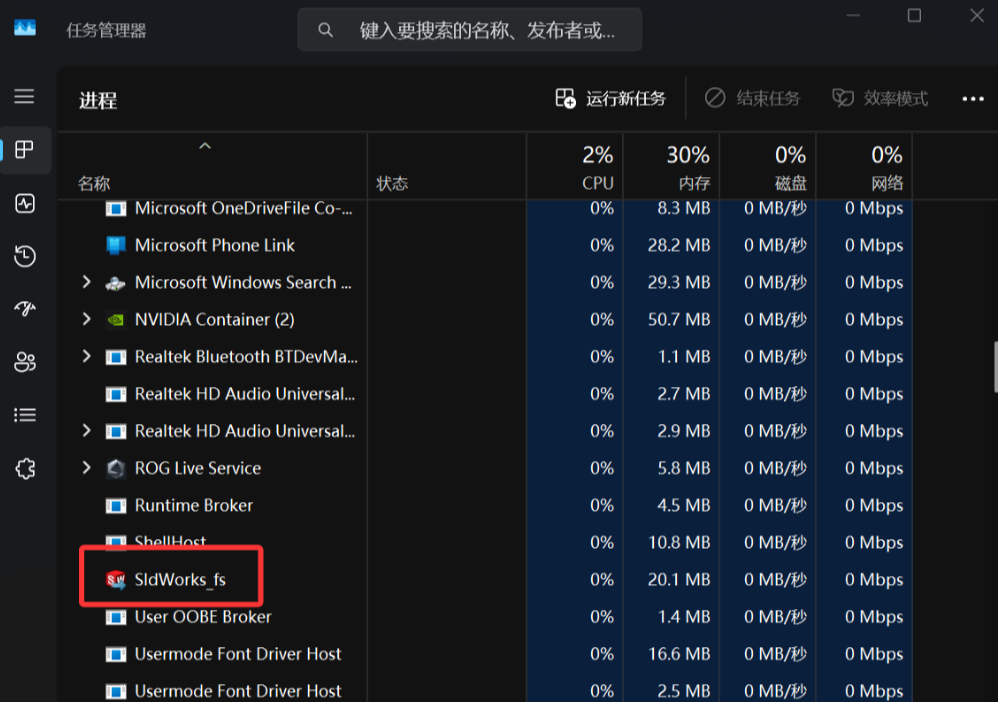 任务管理器
键入要搜索的名称、发布者或...
进程
运行新任务
结束任务
效率模式
名称
状态
2% CPU
30% 内存
0% 磁盘
0% 网络
Microsoft OneDriveFile Co-... 0% 8.3 MB 0 MB/秒 0 Mbps
Microsoft Phone Link 0% 28.2 MB 0 MB/秒 0 Mbps
Microsoft Windows Search ... 0% 29.3 MB 0 MB/秒 0 Mbps
NVIDIA Container (2) 0% 50.7 MB 0 MB/秒 0 Mbps
Realtek Bluetooth BTDevMa... 0% 1.1 MB 0 MB/秒 0 Mbps
Realtek HD Audio Universal... 0% 2.7 MB 0 MB/秒 0 Mbps
Realtek HD Audio Universal... 0% 2.9 MB 0 MB/秒 0 Mbps
ROG Live Service 0% 5.8 MB 0 MB/秒 0 Mbps
Runtime Broker 0% 4.5 MB 0 MB/秒 0 Mbps
ShellHost 0% 10.8 MB 0 MB/秒 0 Mbps
SldWorks_fs 0% 20.1 MB 0 MB/秒 0 Mbps
User OOBE Broker 0% 1.4 MB 0 MB/秒 0 Mbps
Usermode Font Driver Host 0% 16.6 MB 0 MB/秒 0 Mbps
Usermode Font Driver Host 0% 2.5 MB 0 MB/秒 0 Mbps